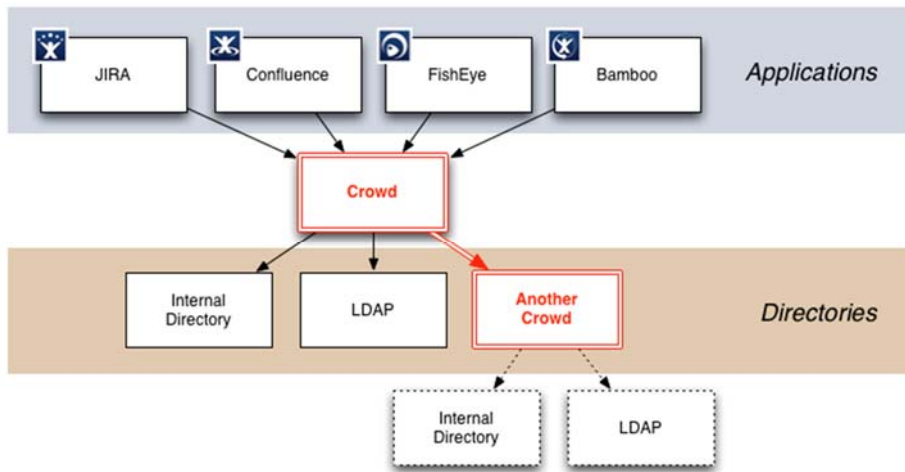 JIRA
Confluence
FishEye
Bamboo
Applications
Crowd
Internal
Directory
LDAP
Another
Crowd
Directories
Internal
Directory
LDAP